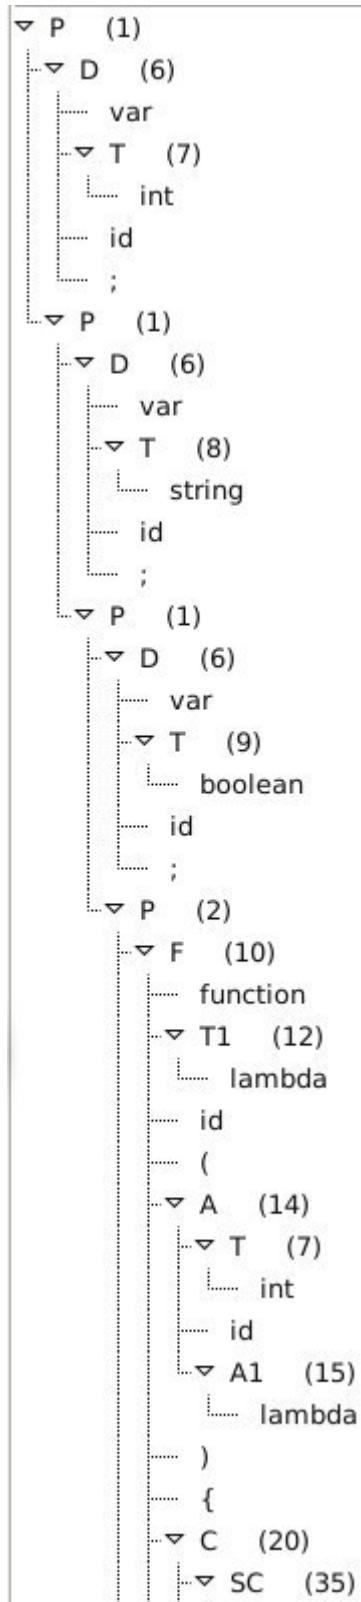 P (1)
D (6)
var
T (7)
int
id
;
P (1)
D (6)
var
T (8)
string
id
;
P (1)
D (6)
var
T (9)
boolean
id
;
P (2)
F (10)
function
T1 (12)
lambda
id
(
A (14)
T (7)
int
id
A1 (15)
lambda
)
{
C (20)
SC (35)